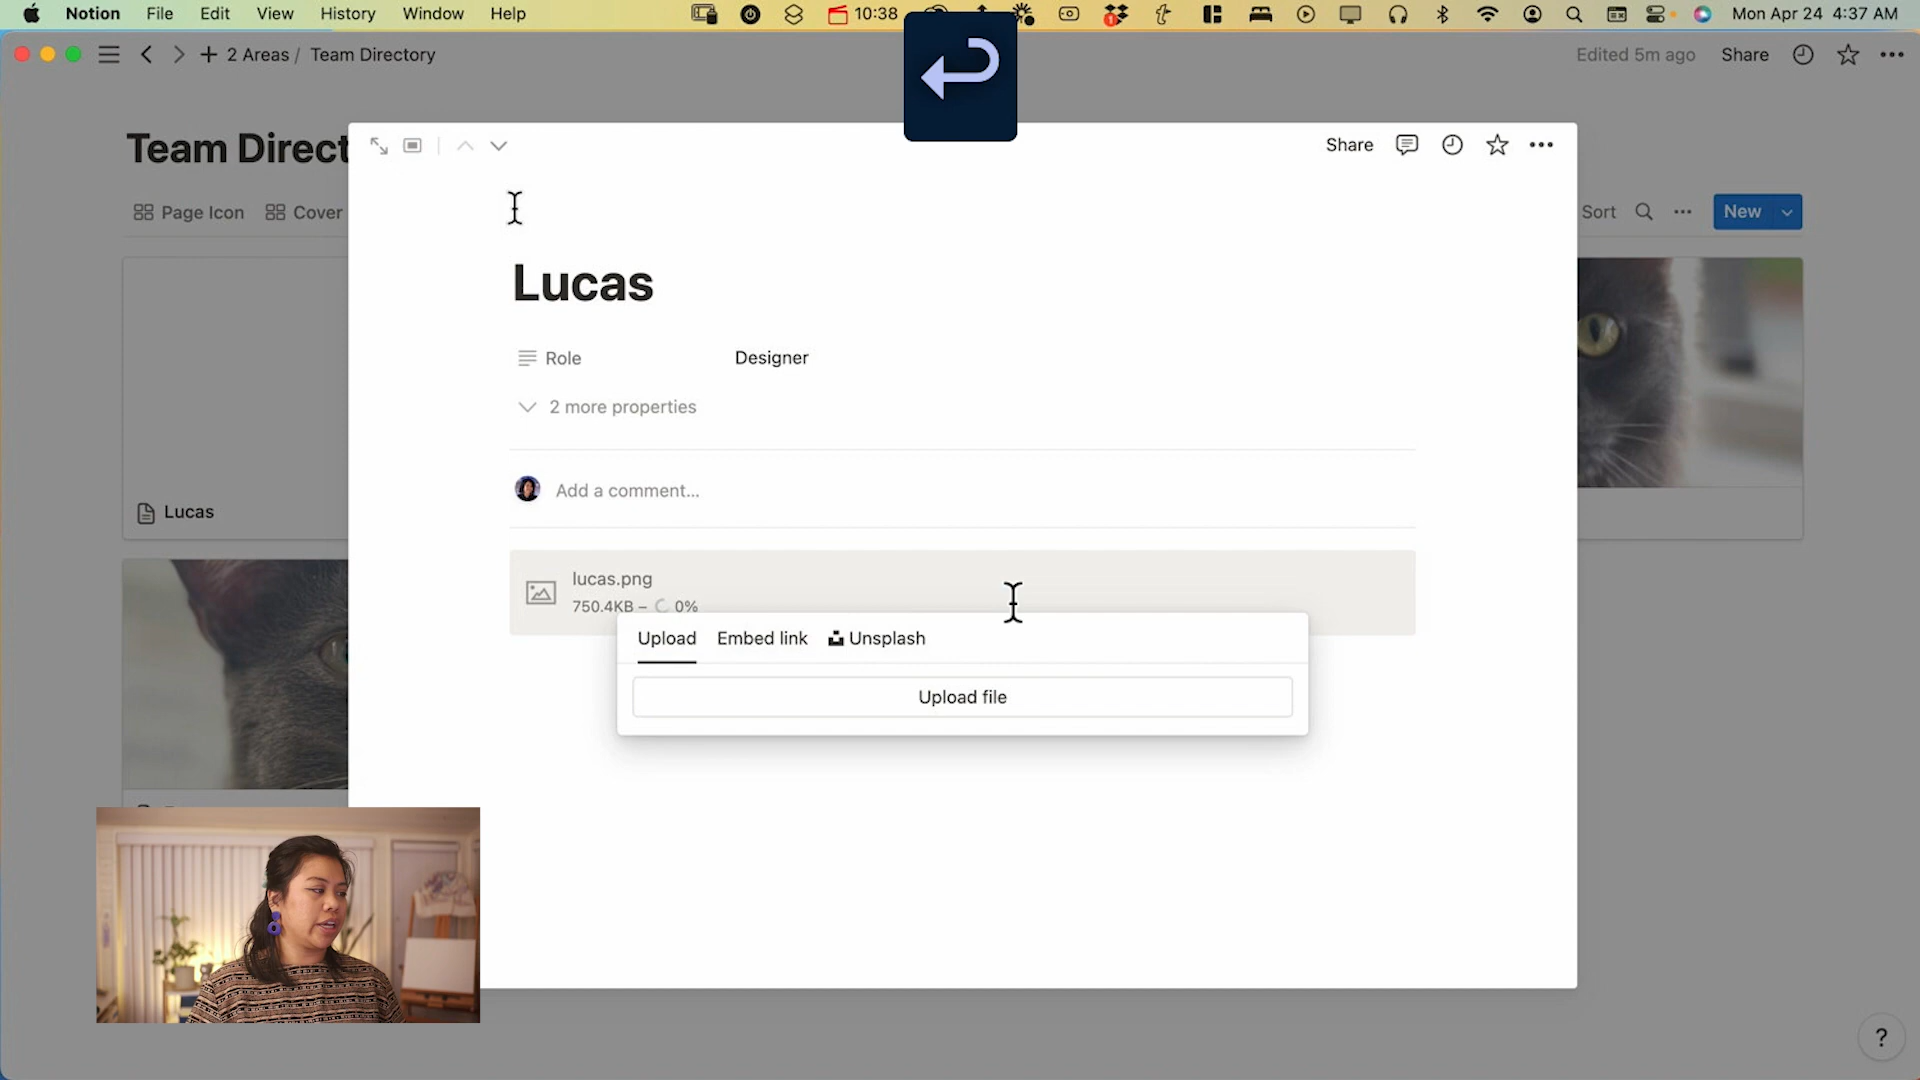 Notion File Edit View History Window Help 10:38 Mon Apr 24 4:37 AM
+ 2 Areas / Team Directory Edited 5m ago Share
Team Direct
Page Icon Cover Sort New
Share
Lucas
Role Designer
2 more properties
Add a comment...
Lucas
lucas.png
750.4KB – 0%
Upload Embed link Unsplash
Upload file
?